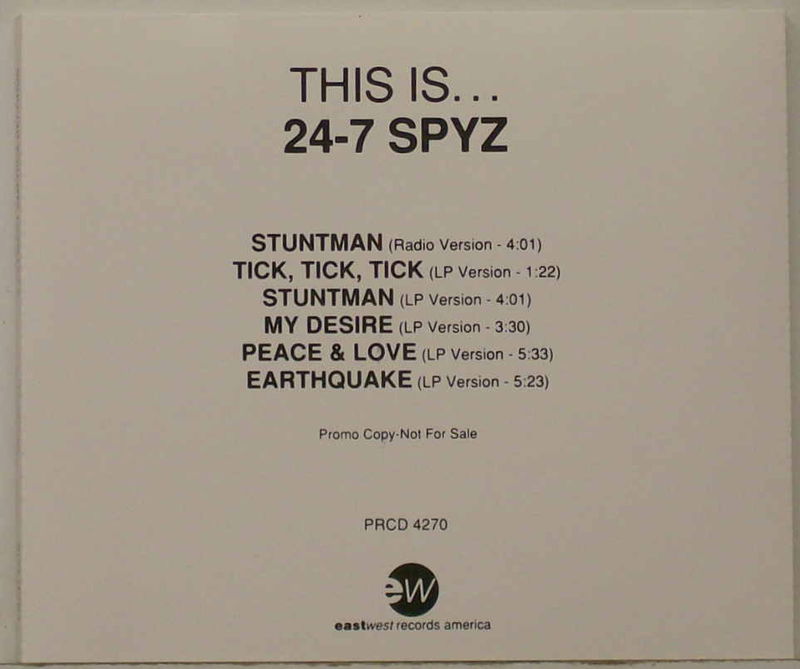 THIS IS...
24-7 SPYZ
STUNTMAN (Radio Version - 4:01)
TICK, TICK, TICK (LP Version - 1:22)
STUNTMAN (LP Version - 4:01)
MY DESIRE (LP Version - 3:30)
PEACE & LOVE (LP Version - 5:33)
EARTHQUAKE (LP Version - 5:23)
Promo Copy-Not For Sale
PRCD 4270
ew
eastwest records america